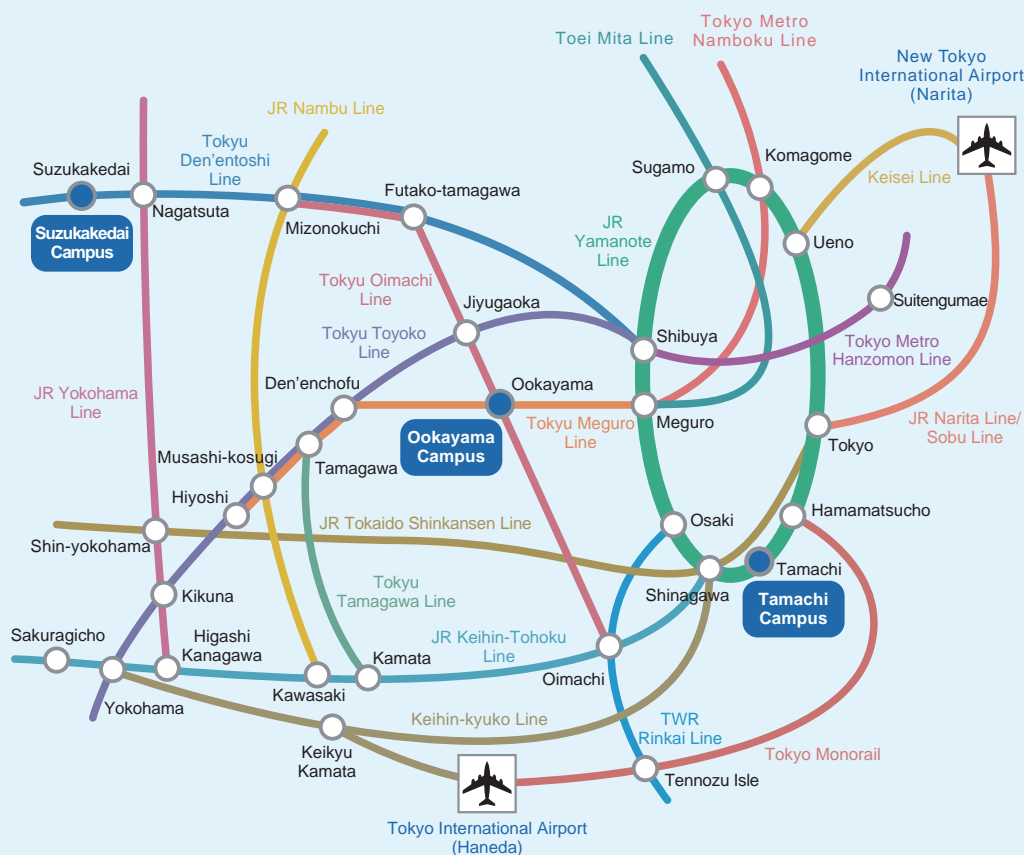 Tokyo Metro
Namboku Line
Toei Mita Line
New Tokyo
International Airport
(Narita)
JR Nambu Line
Tokyu
Den'entoshi
Line
Suzukakedai
Futako-tamagawa
Sugamo
Komagome
Keisei Line
Nagatsuta
Mizonokuchi
Suzukakedai
Campus
JR
Yamanote
Line
Ueno
Tokyu Oimachi
Line
Jiyugaoka
Suitengumae
Tokyu Toyoko
Line
Shibuya
Tokyo Metro
Hanzomon Line
Den'enchofu
Ookayama
JR Yokohama
Line
Tokyu Meguro
Line
Meguro
JR Narita Line/
Sobu Line
Ookayama
Campus
Tokyo
Musashi-kosugi
Tamagawa
Hiyoshi
Hamamatsucho
JR Tokaido Shinkansen Line
Osaki
Shin-yokohama
Tamachi
Tokyu
Tamagawa Line
Shinagawa
Kikuna
Tamachi
Campus
Sakuragicho
Higashi
Kanagawa
JR Keihin-Tohoku
Line
Kamata
Oimachi
Kawasaki
Yokohama
Keihin-kyuko Line
TWR
Rinkai Line
Keikyu
Kamata
Tokyo Monorail
Tennozu Isle
Tokyo International Airport
(Haneda)